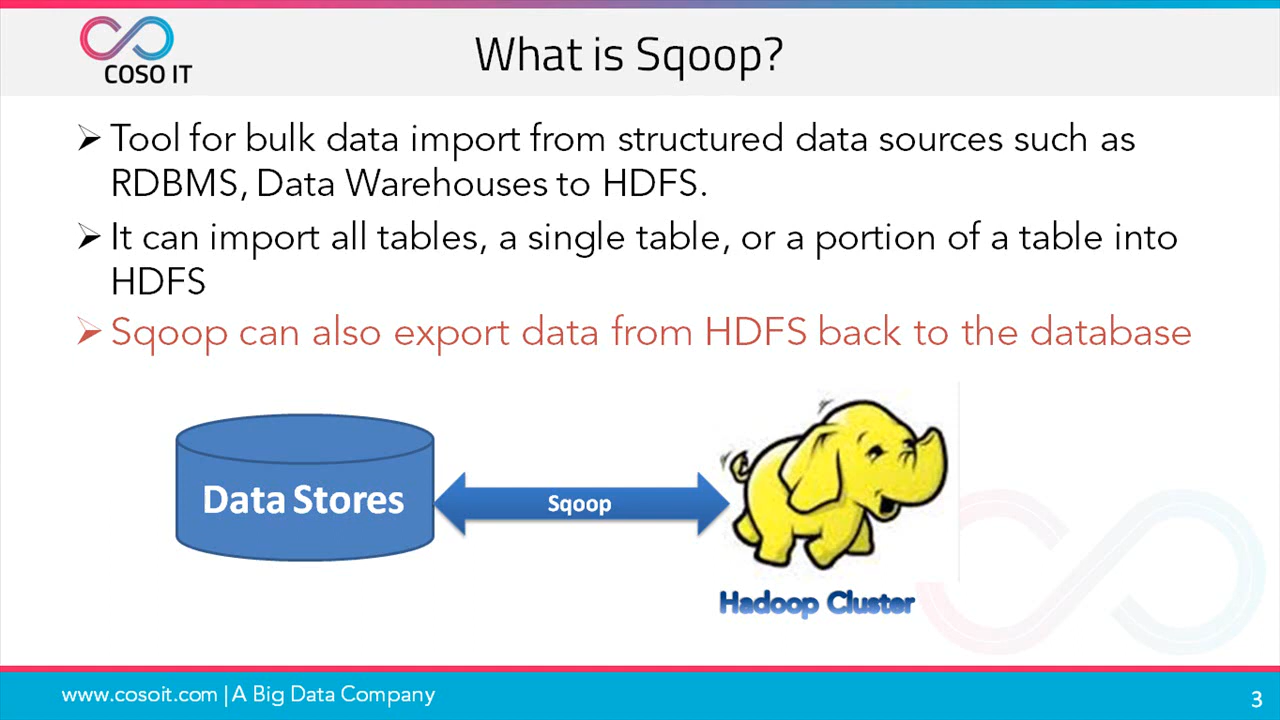 COSO IT
What is Sqoop?
➢ Tool for bulk data import from structured data sources such as
RDBMS, Data Warehouses to HDFS.
➢ It can import all tables, a single table, or a portion of a table into
HDFS
➢ Sqoop can also export data from HDFS back to the database
Data Stores
Sqoop
Hadoop Cluster
www.cosoit.com | A Big Data Company
3